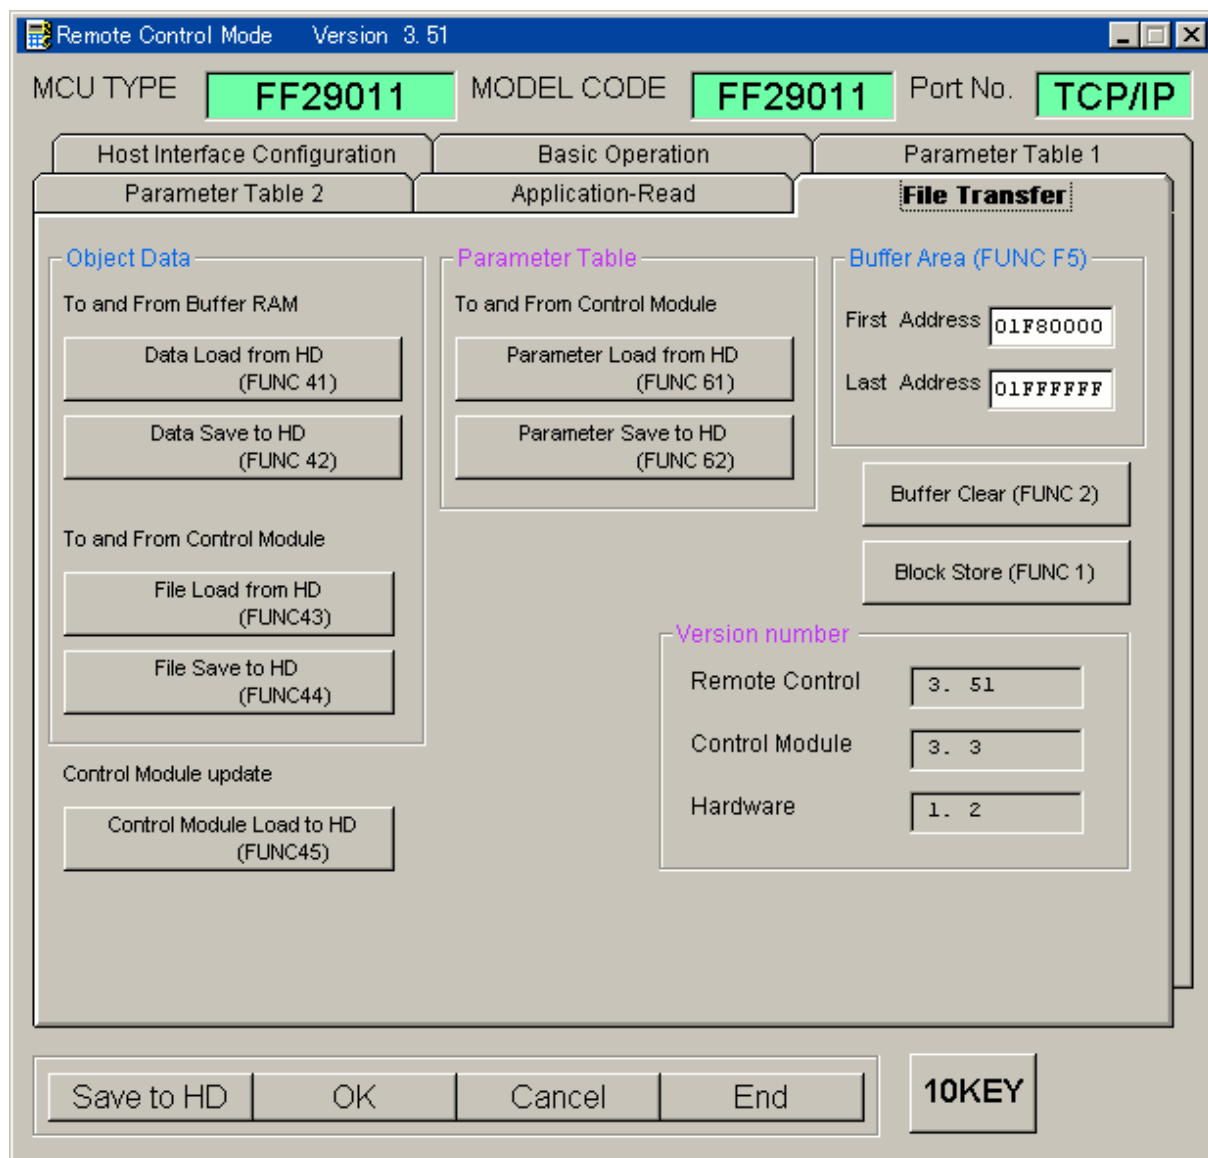 Remote Control Mode Version 3.51
MCU TYPE FF29011 MODEL CODE FF29011 Port No. TCP/IP
Host Interface Configuration Basic Operation Parameter Table 1
Parameter Table 2 Application-Read File Transfer
Object Data
To and From Buffer RAM
Data Load from HD
(FUNC 41)
Data Save to HD
(FUNC 42)
To and From Control Module
File Load from HD
(FUNC43)
File Save to HD
(FUNC44)
Control Module update
Control Module Load to HD
(FUNC45)
Parameter Table
To and From Control Module
Parameter Load from HD
(FUNC 61)
Parameter Save to HD
(FUNC 62)
Buffer Area (FUNC F5)
First Address 01F80000
Last Address 01FFFFFF
Buffer Clear (FUNC 2)
Block Store (FUNC 1)
Version number
Remote Control 3. 51
Control Module 3. 3
Hardware 1. 2
Save to HD OK Cancel End 10KEY